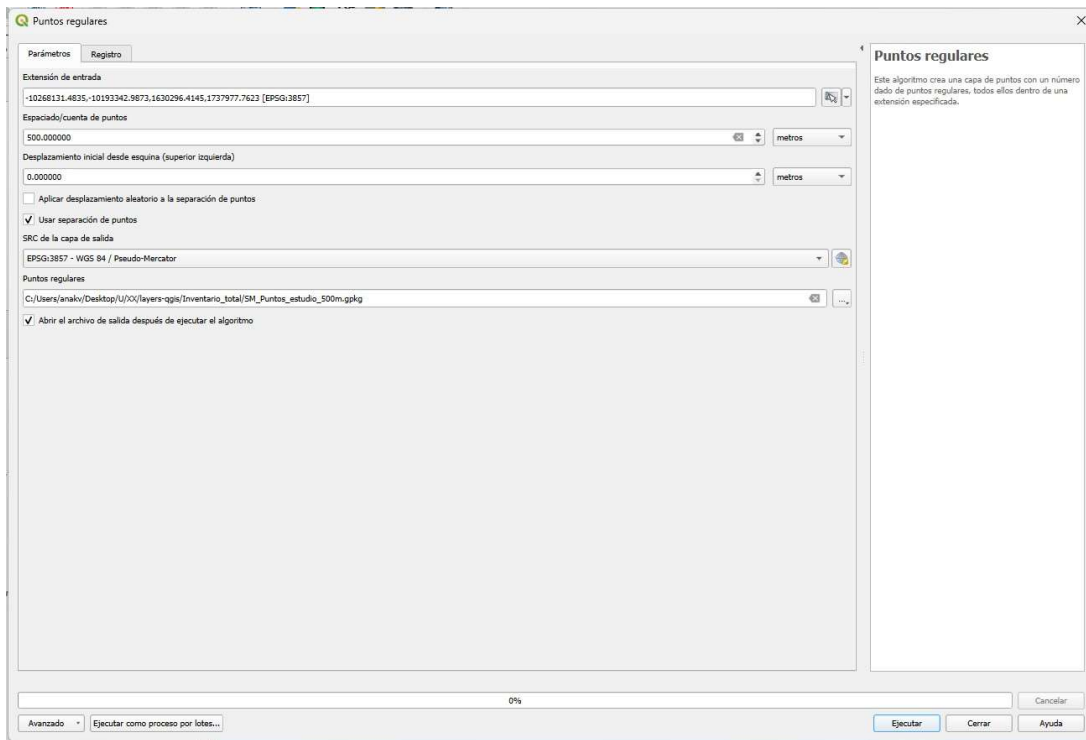 Puntos regulares
Parámetros
Registro
Extensión de entrada
-10268131.4835,-10193342.9873,1630296.4145,1737977.7623 [EPSG:3857]
Espaciado/cuenta de puntos
500.000000
metros
Desplazamiento inicial desde esquina (superior izquierda)
0.000000
metros
Aplicar desplazamiento aleatorio a la separación de puntos
Usar separación de puntos
SRC de la capa de salida
EPSG:3857 - WGS 84 / Pseudo-Mercator
Puntos regulares
C:/Users/anakv/Desktop/U/XX/layers-qgis/Inventario_total/SM_Puntos_estudio_500m.gpkg
...
Abrir el archivo de salida después de ejecutar el algoritmo
Puntos regulares
Este algoritmo crea una capa de puntos con un número
dado de puntos regulares, todos ellos dentro de una
extensión especificada.
0%
Cancelar
Avanzado
Ejecutar como proceso por lotes...
Ejecutar
Cerrar
Ayuda